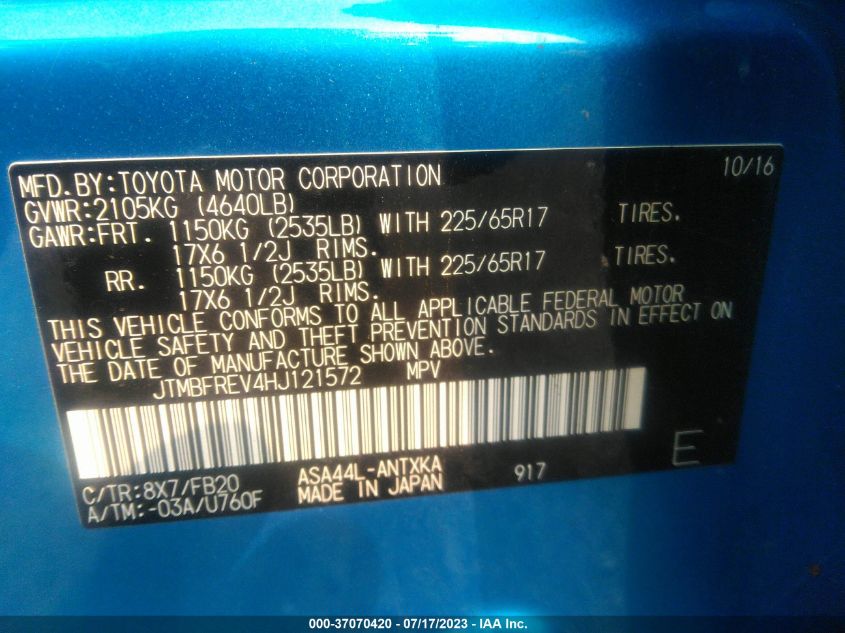 10/16
MFD.BY:TOYOTA MOTOR CORPORATION
GVWR:2105KG (4640LB)
GAWR:FRT. 1150KG (2535LB) WITH 225/65R17 TIRES.
17X6 1/2J RIMS.
RR. 1150KG (2535LB) WITH 225/65R17 TIRES.
17X6 1/2J RIMS.
THIS VEHICLE CONFORMS TO ALL APPLICABLE FEDERAL MOTOR
VEHICLE SAFETY AND THEFT PREVENTION STANDARDS IN EFFECT ON
THE DATE OF MANUFACTURE SHOWN ABOVE.
JTMBFREV4HJ121572 MPV
C/TR:8X7/FB20 ASA44L-ANTXKA 917 E
A/TM:-03A/U760F MADE IN JAPAN
000-37070420 - 07/17/2023 - IAA Inc.